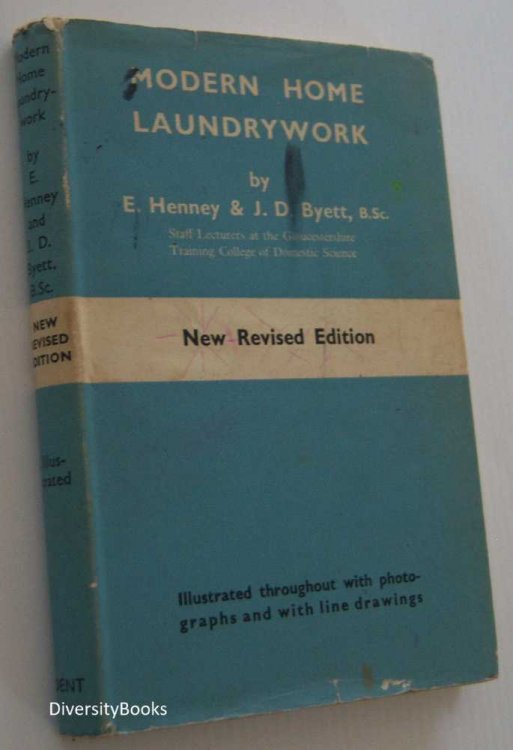 MODERN HOME
LAUNDRYWORK
by
E. Henney & J. D. Byett, B.Sc.
Staff Lecturers at the Gloucestershire
Training College of Domestic Science
New Revised Edition
Illustrated throughout with photo-
graphs and with line drawings
Modern
Home
Laundry-
work
by
E.
Henney
and
J. D.
Byett,
B.Sc.
NEW
REVISED
EDITION
Illus-
trated
DENT
DiversityBooks